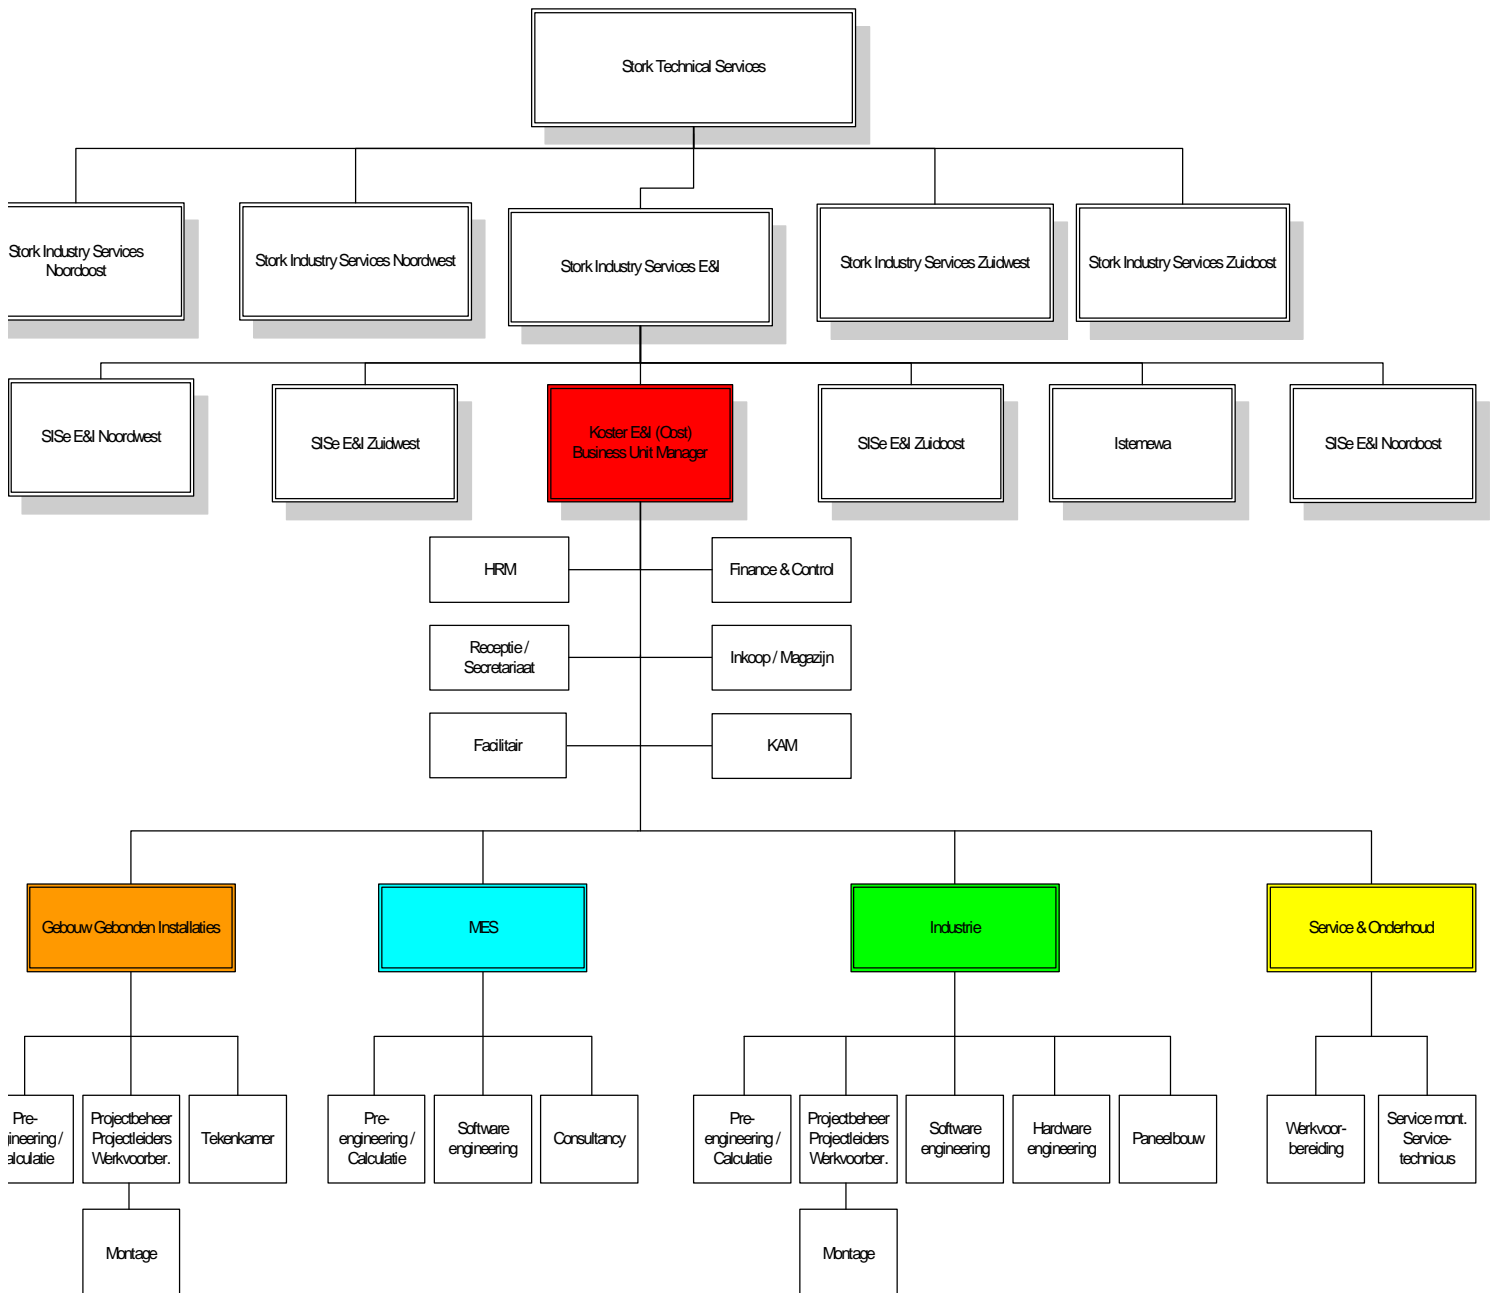 Stork Technical Services
Stork Industry Services
Noordoost
Stork Industry Services Noordwest
Stork Industry Services E&I
Stork Industry Services Zuidwest
Stork Industry Services Zuidoost
SISe E&I Noordwest
SISe E&I Zuidwest
Koster E&I (Oost)
Business Unit Manager
SISe E&I Zuidoost
Istemewa
SISe E&I Noordoost
HRM
Finance & Control
Receptie /
Secretariaat
Inkoop / Magazijn
Facilitair
KAM
Gebouw Gebonden Installaties
MES
Industrie
Service & Onderhoud
Pre-
gineering /
alculatie
Projectbeheer
Projectleiders
Werkvoorber.
Tekenkamer
Pre-
engineering /
Calculatie
Software
engineering
Consultancy
Pre-
engineering /
Calculatie
Projectbeheer
Projectleiders
Werkvoorber.
Software
engineering
Hardware
engineering
Paneelbouw
Werkvoor-
bereiding
Service mont.
Service-
technicus
Montage
Montage